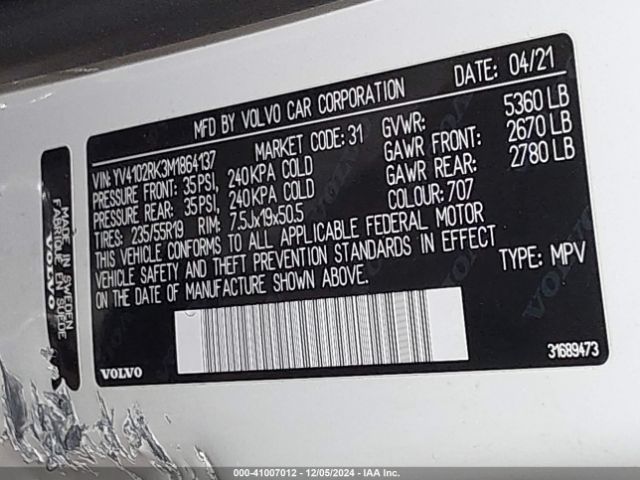 MFD BY VOLVO CAR CORPORATION DATE: 04/21
VIN: YV4102RK3M1864137 MARKET CODE: 31 GVWR: 5360 LB
PRESSURE FRONT: 35PSI, 240KPA COLD GAWR FRONT: 2670 LB
PRESSURE REAR: 35PSI, 240KPA COLD GAWR REAR: 2780 LB
TIRES: 235/55R19 RIM: 7.5Jx19x50.5 COLOUR: 707
THIS VEHICLE CONFORMS TO ALL APPLICABLE FEDERAL MOTOR
VEHICLE SAFETY AND THEFT PREVENTION STANDARDS IN EFFECT
ON THE DATE OF MANUFACTURE SHOWN ABOVE. TYPE: MPV
31689473
VOLVO
MADE IN SWEDEN
FABRIQUE EN SUEDE
VOLVO
000-41007012 - 12/05/2024 - IAA Inc.